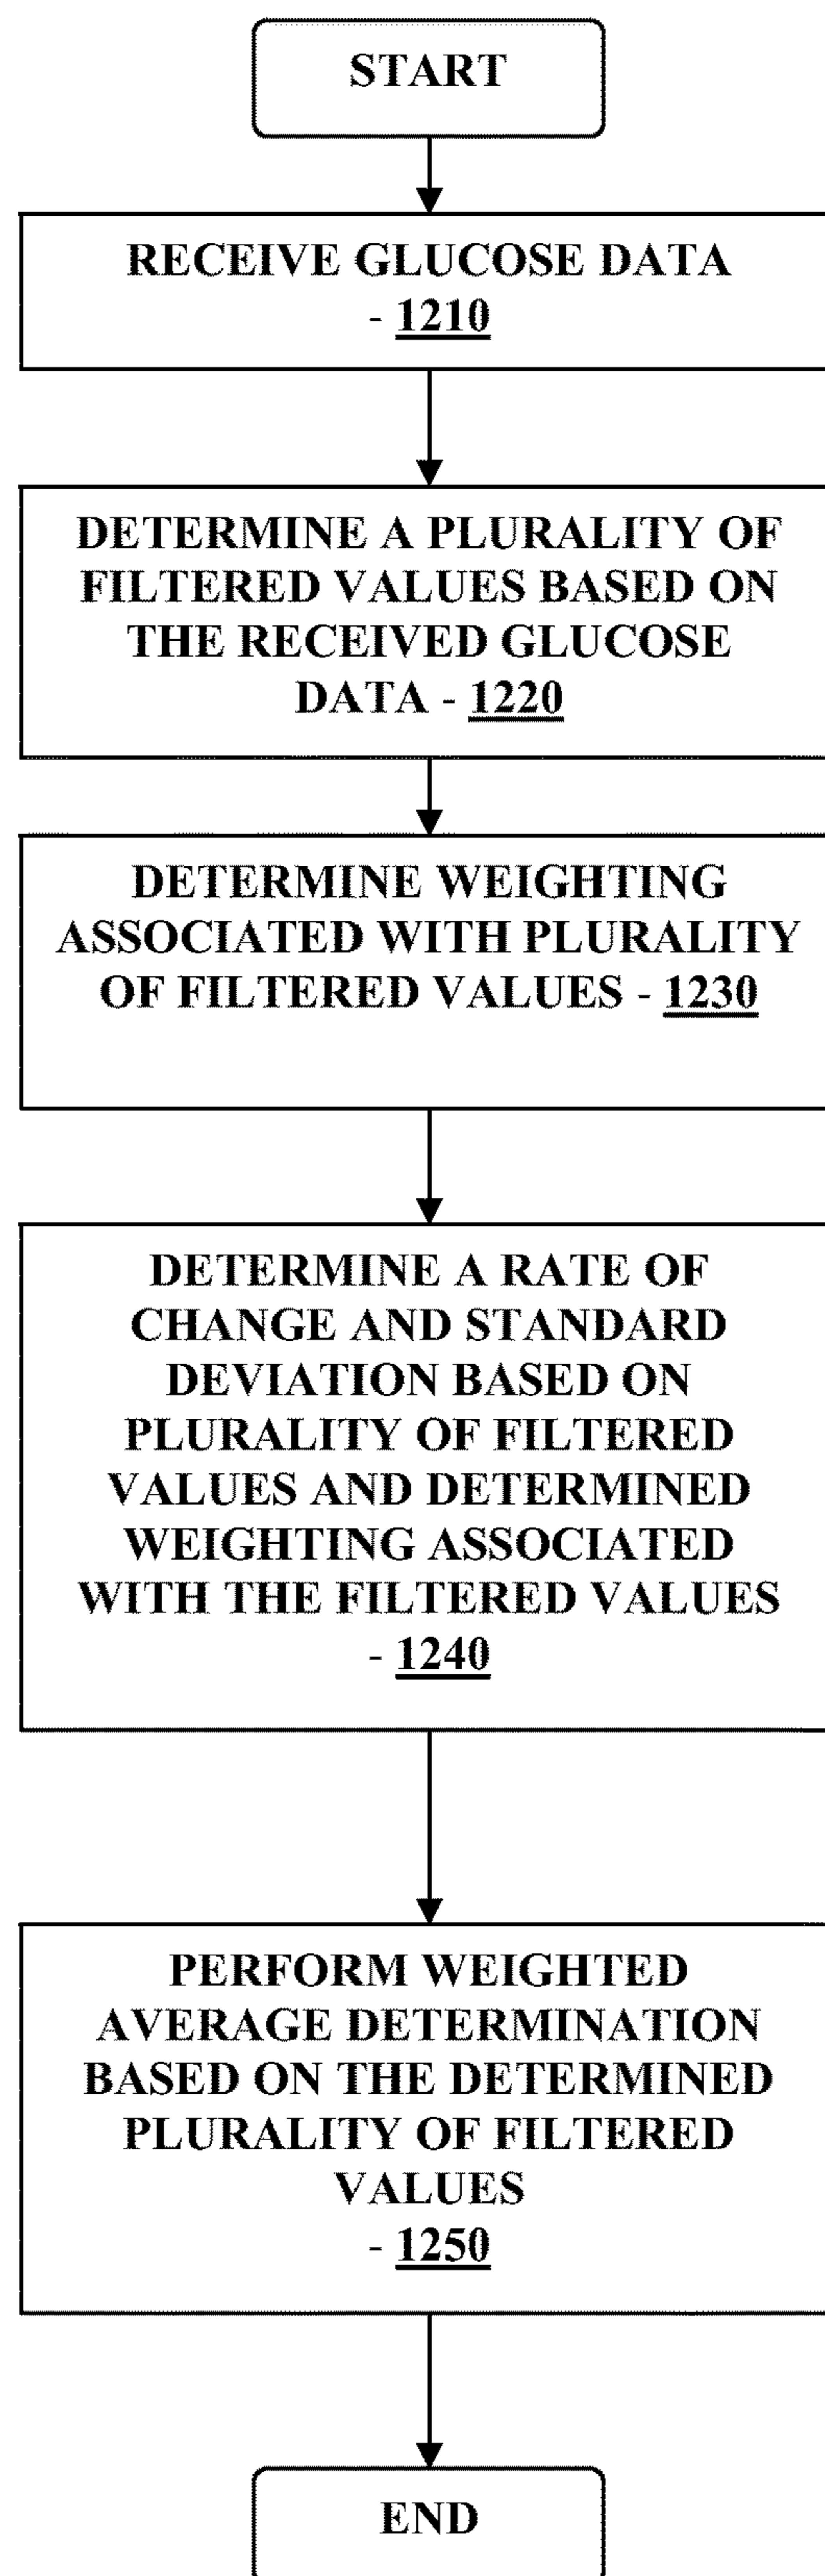 START
RECEIVE GLUCOSE DATA
- 1210
DETERMINE A PLURALITY OF
FILTERED VALUES BASED ON
THE RECEIVED GLUCOSE
DATA - 1220
DETERMINE WEIGHTING
ASSOCIATED WITH PLURALITY
OF FILTERED VALUES - 1230
DETERMINE A RATE OF
CHANGE AND STANDARD
DEVIATION BASED ON
PLURALITY OF FILTERED
VALUES AND DETERMINED
WEIGHTING ASSOCIATED
WITH THE FILTERED VALUES
- 1240
PERFORM WEIGHTED
AVERAGE DETERMINATION
BASED ON THE DETERMINED
PLURALITY OF FILTERED
VALUES
- 1250
END